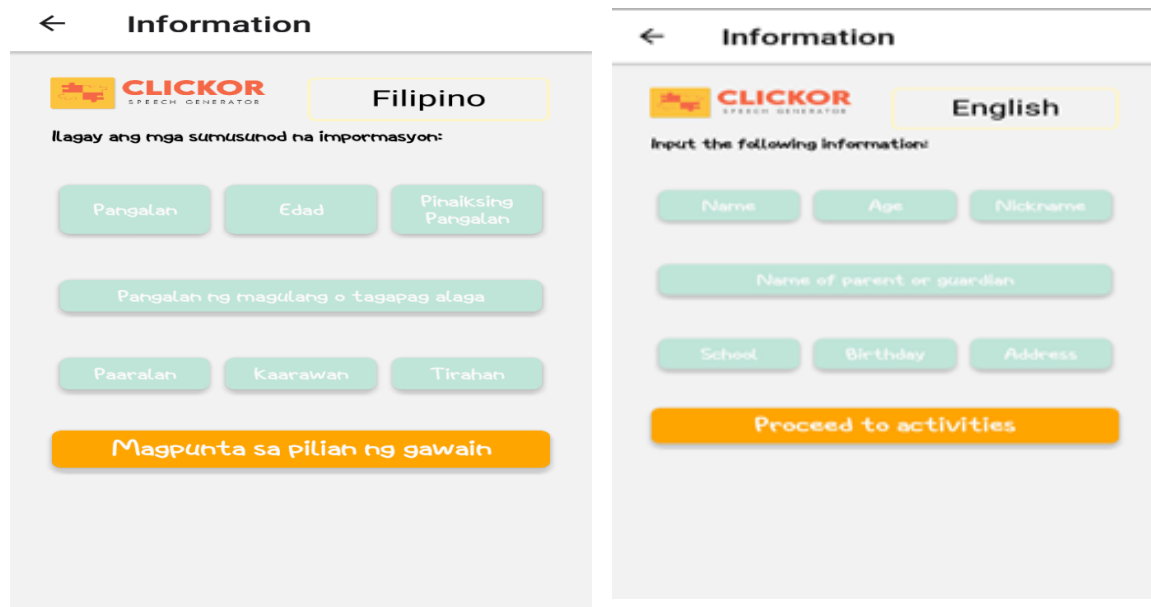 Information
CLICKOR
SPEECH GENERATOR
Filipino
Ilagay ang mga sumusunod na impormasyon:
Pangalan
Edad
Pinaiksing
Pangalan
Pangalan ng magulang o tagapag alaga
Paaralan
Kaarawan
Tirahan
Magpunta sa pilian ng gawain
Information
CLICKOR
SPEECH GENERATOR
English
Input the following information:
Name
Age
Nickname
Name of parent or guardian
School
Birthday
Address
Proceed to activities